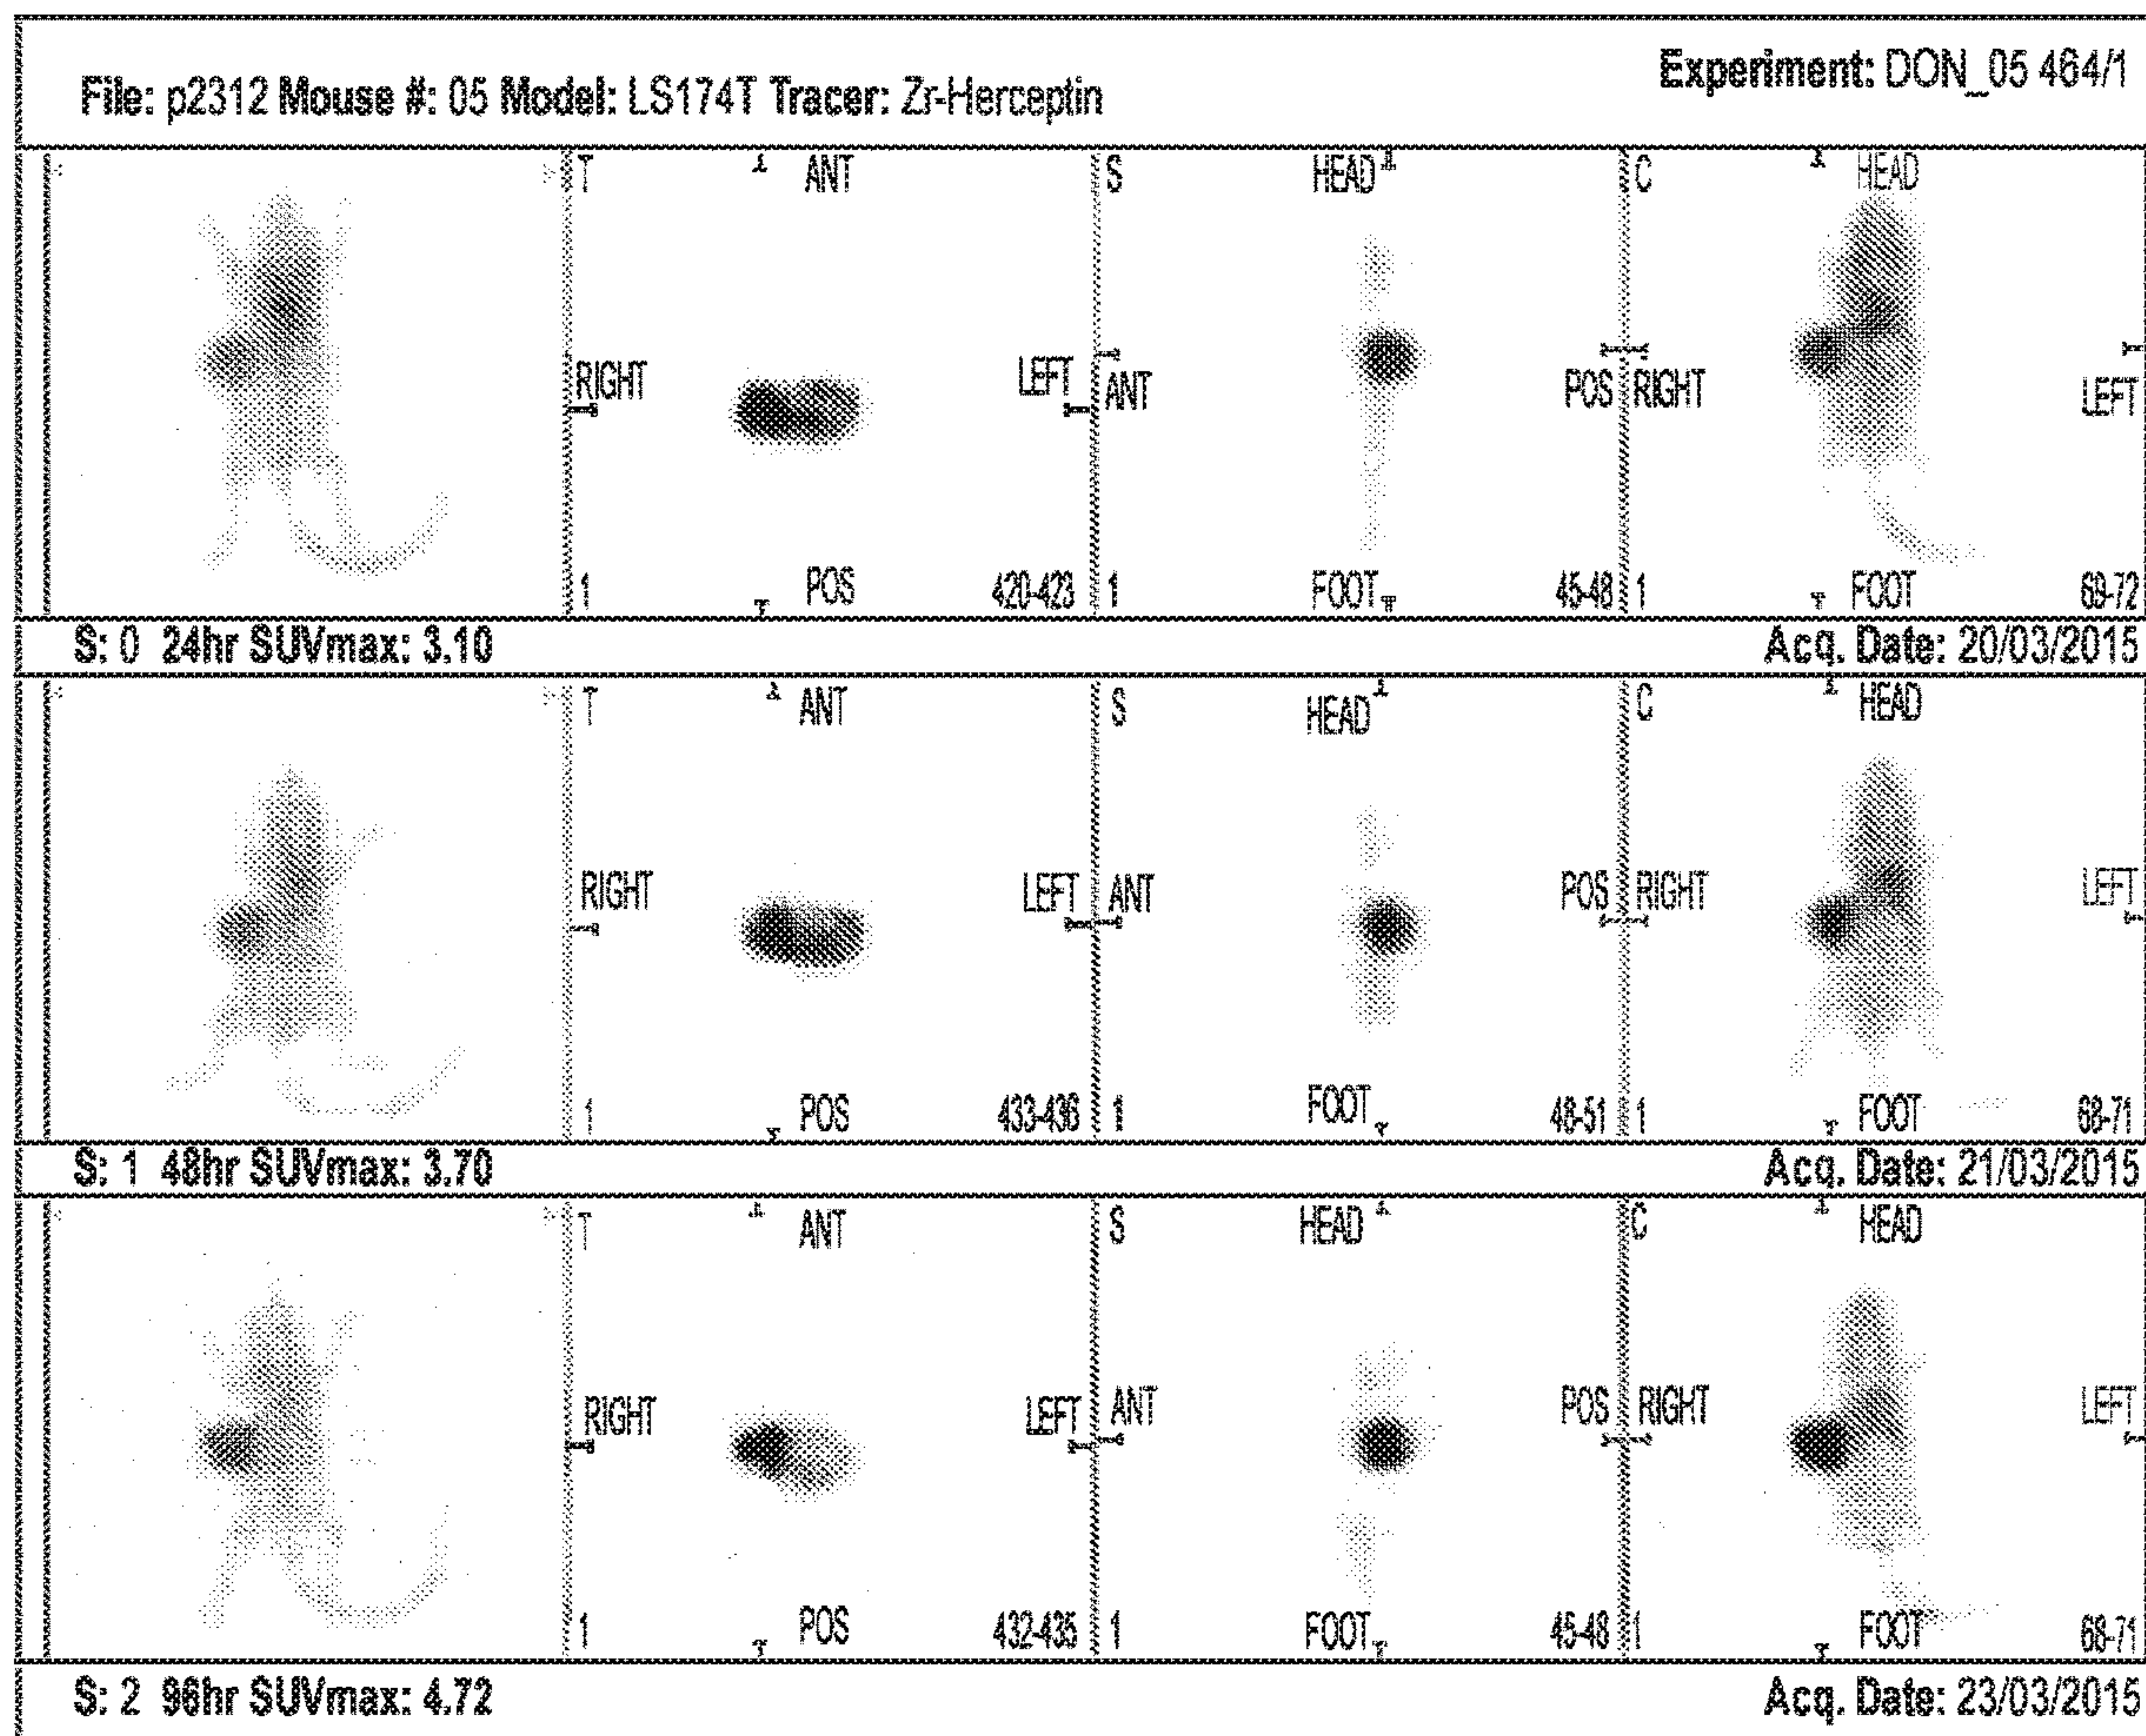 Experiment: DON_05 464/1
File: p2312 Mouse #: 05 Model: LS174T Tracer: Zr-Herceptin
T ANT S HEAD C HEAD
RIGHT LEFT ANT POS RIGHT LEFT
1 POS 420-423 1 FOOT 45-48 1 FOOT 69-72
S: 0 24hr SUVmax: 3.10 Acq. Date: 20/03/2015
T ANT S HEAD C HEAD
RIGHT LEFT ANT POS RIGHT LEFT
1 POS 433-436 1 FOOT 48-51 1 FOOT 68-71
S: 1 48hr SUVmax: 3.70 Acq. Date: 21/03/2015
T ANT S HEAD C HEAD
RIGHT LEFT ANT POS RIGHT LEFT
1 POS 432-435 1 FOOT 45-48 1 FOOT 68-71
S: 2 96hr SUVmax: 4.72 Acq. Date: 23/03/2015